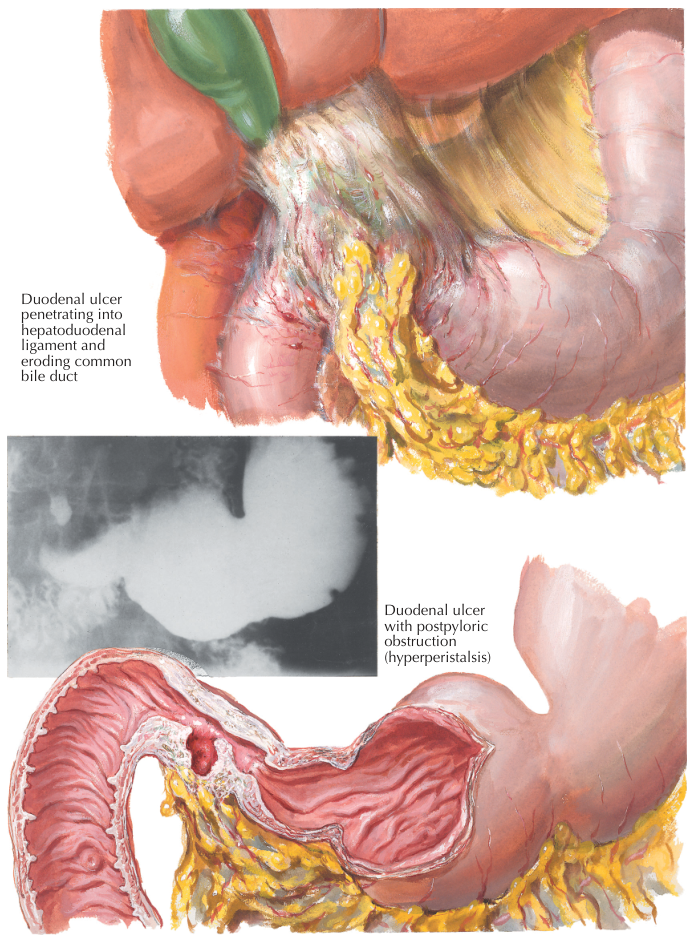 Duodenal ulcer
penetrating into
hepatoduodenal
ligament and
eroding common
bile duct
Duodenal ulcer
with postpyloric
obstruction
(hyperperistalsis)